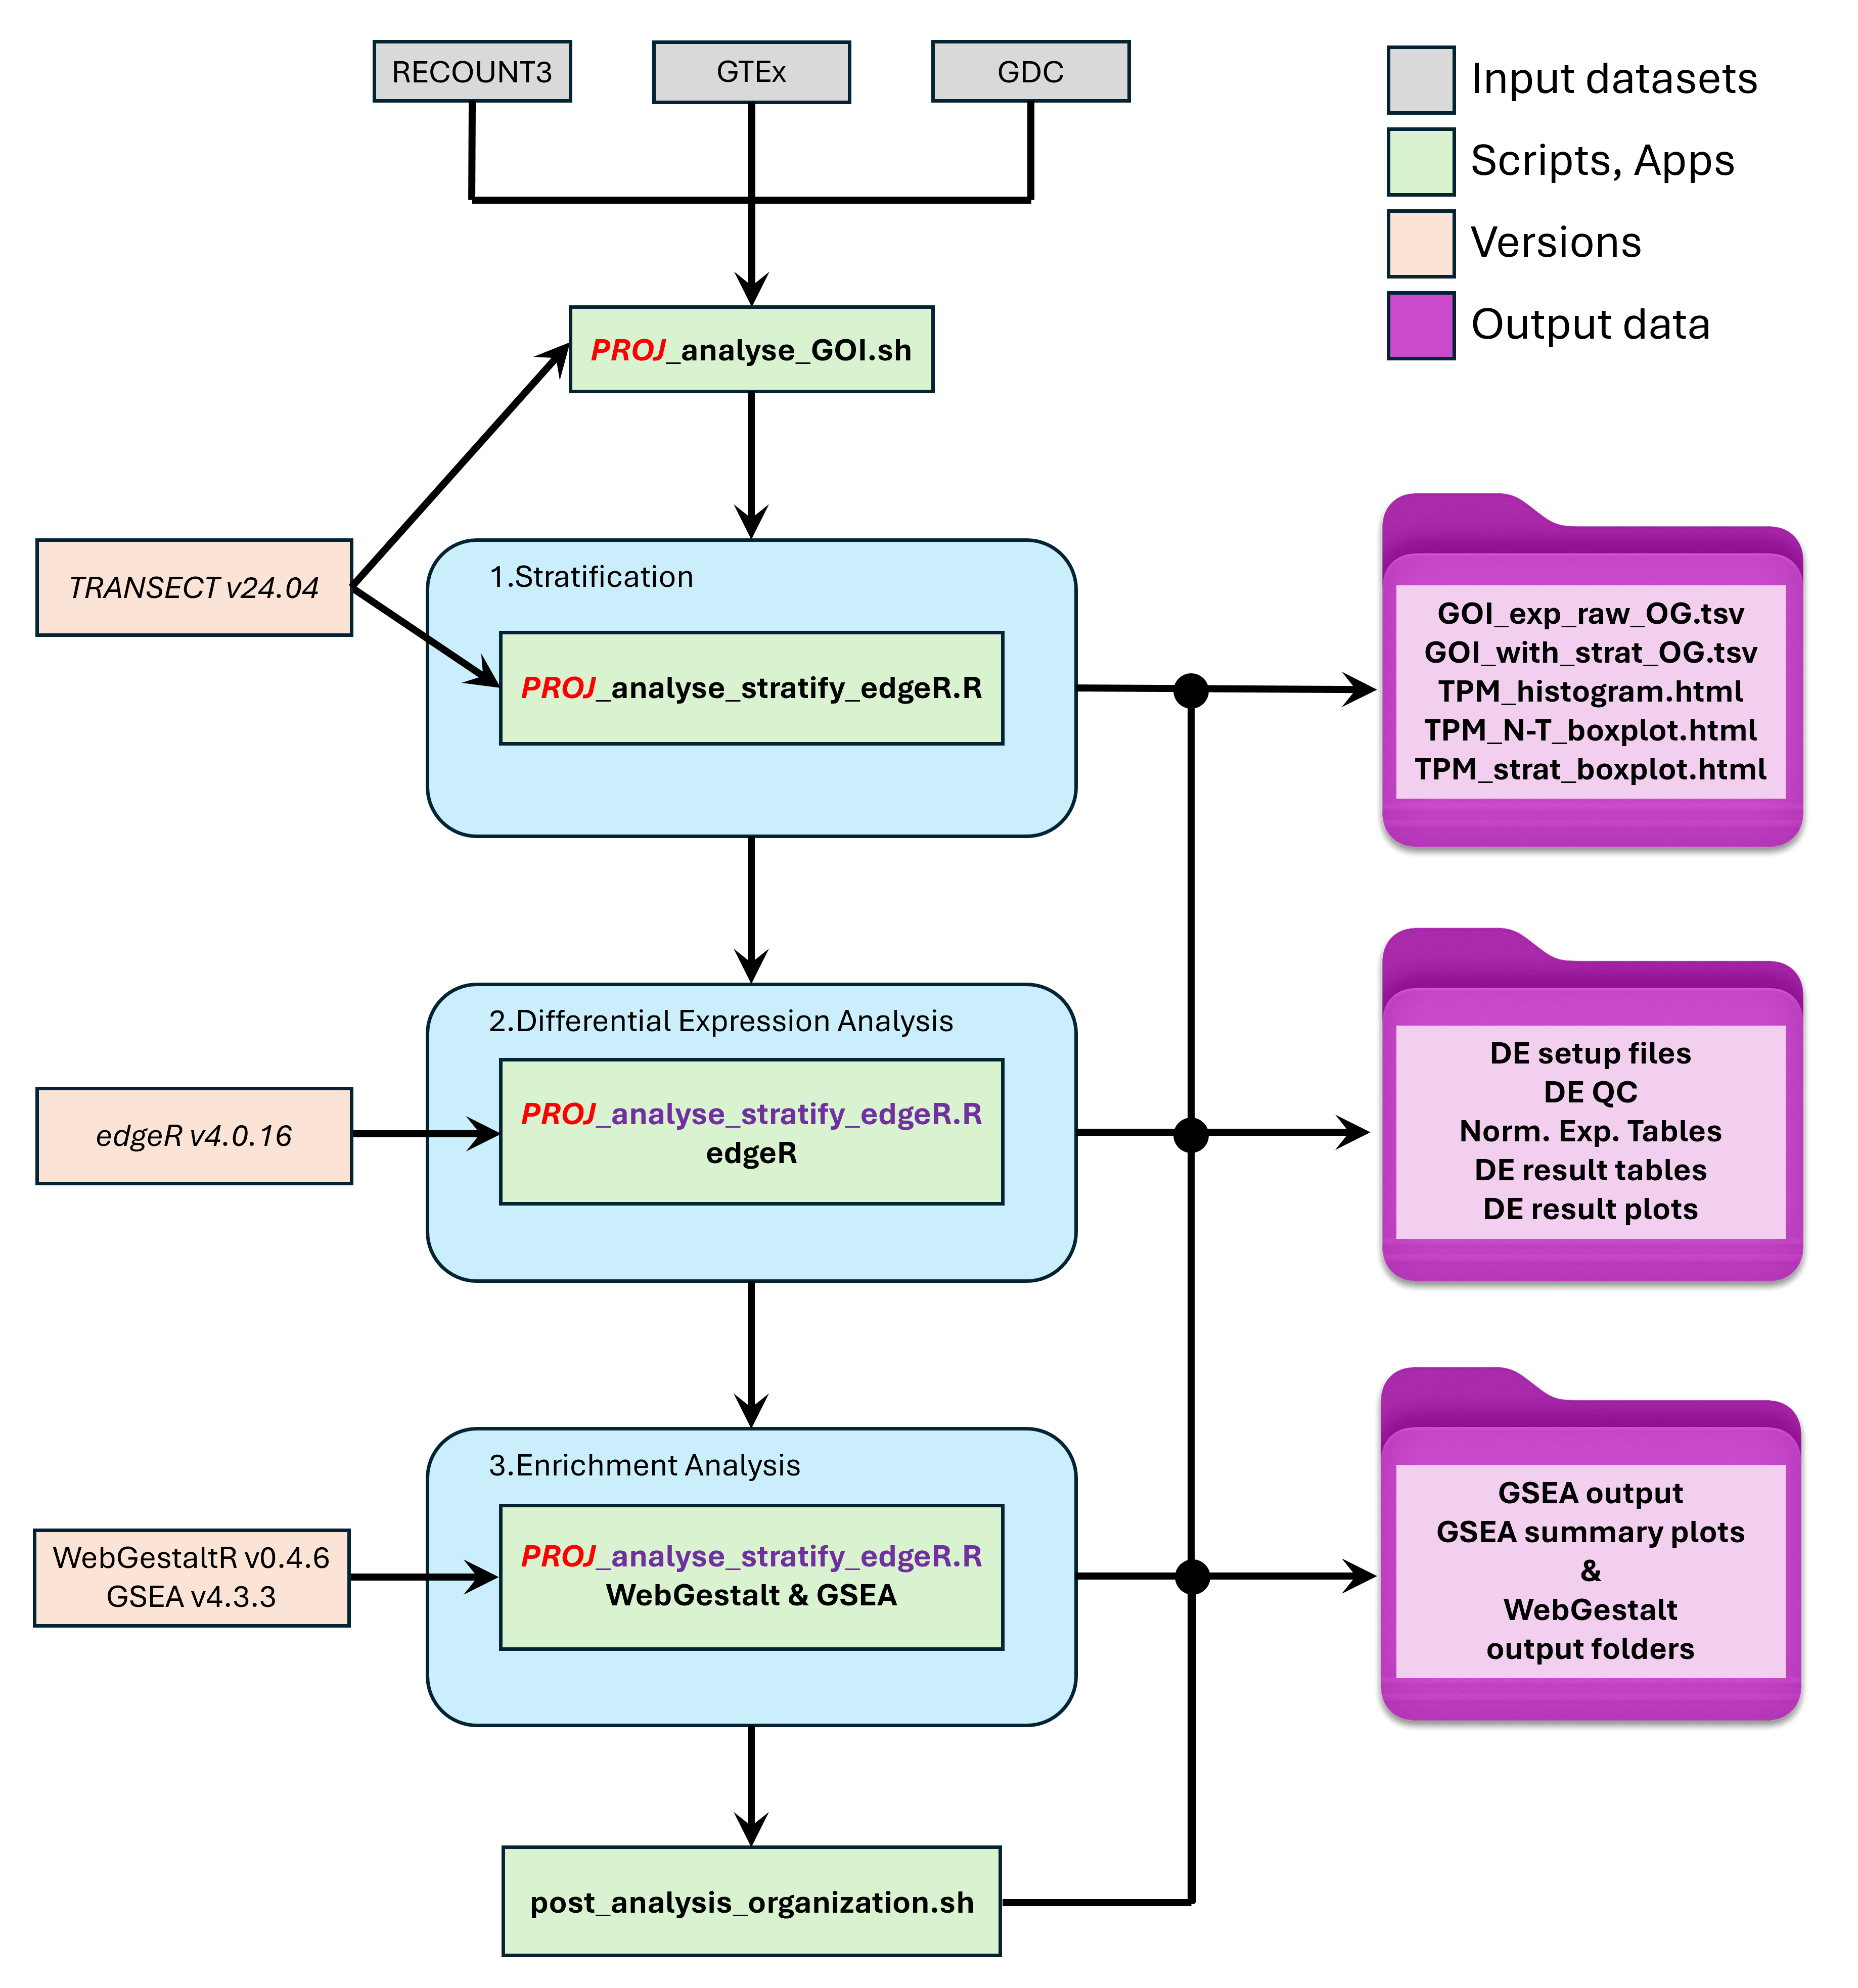 RECOUNT3
GTEx
GDC
Input datasets
Scripts, Apps
Versions
Output data
PROJ_analyse_GOI.sh
TRANSECT v24.04
1.Stratification
PROJ_analyse_stratify_edgeR.R
GOI_exp_raw_OG.tsv
GOI_with_strat_OG.tsv
TPM_histogram.html
TPM_N-T_boxplot.html
TPM_strat_boxplot.html
edgeR v4.0.16
2.Differential Expression Analysis
PROJ_analyse_stratify_edgeR.R
edgeR
DE setup files
DE QC
Norm. Exp. Tables
DE result tables
DE result plots
WebGestaltR v0.4.6
GSEA v4.3.3
3.Enrichment Analysis
PROJ_analyse_stratify_edgeR.R
WebGestalt & GSEA
GSEA output
GSEA summary plots
&
WebGestalt
output folders
post_analysis_organization.sh